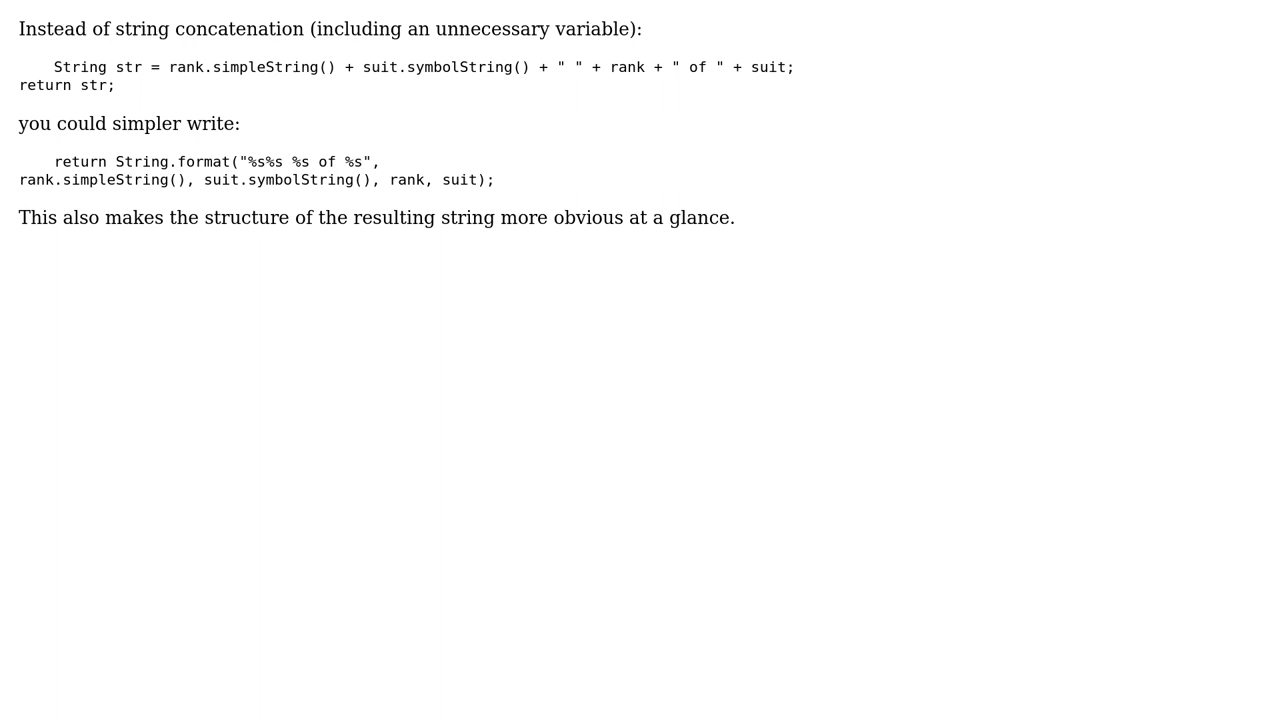 Instead of string concatenation (including an unnecessary variable):
    String str = rank.simpleString() + suit.symbolString() + " " + rank + " of " + suit;
return str;
you could simpler write:
    return String.format("%s%s %s of %s",
rank.simpleString(), suit.symbolString(), rank, suit);
This also makes the structure of the resulting string more obvious at a glance.